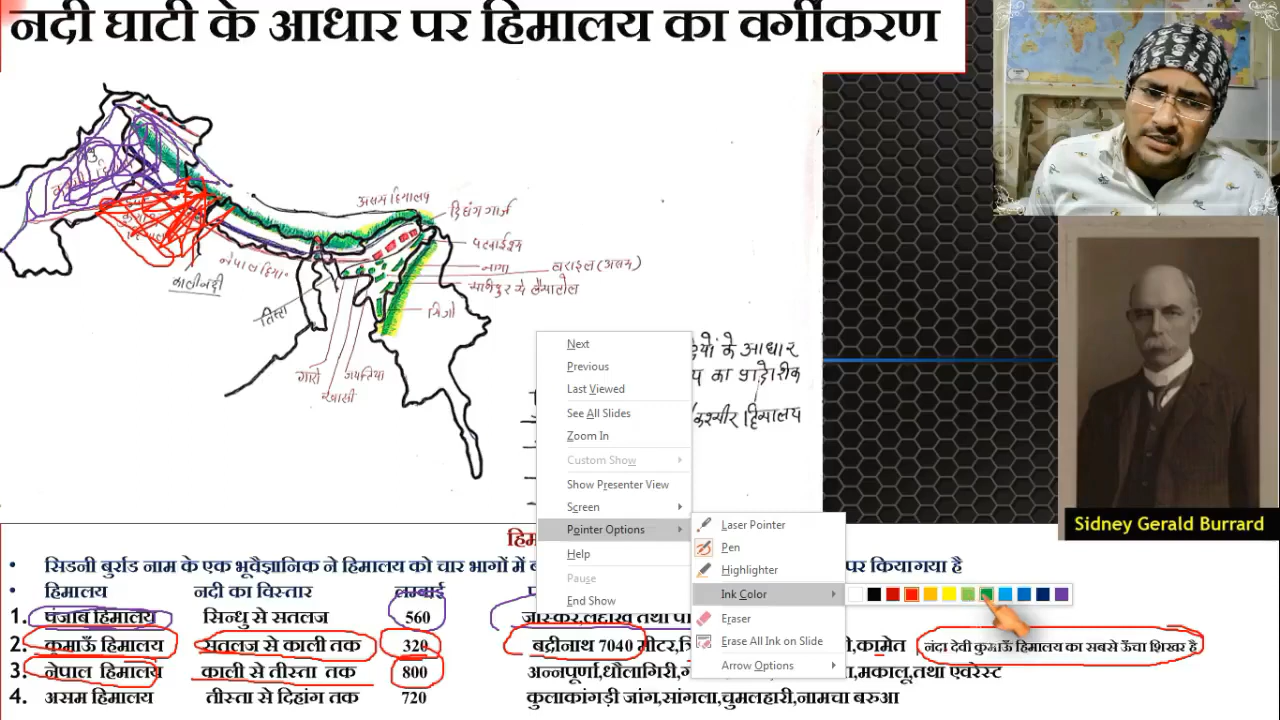 नदी घाटी के आधार पर हिमालय का वर्गीकरण
असम हिमालय
दिहांग गार्ज
पटकाईबुम
नागा
बराइल (असम)
नेपाल हिमा०
कालीनदी
तिस्ता
गारो
जयन्तिया
खासी
के आधार
का प्रादेशिक
कश्मीर हिमालय
Next
Previous
Last Viewed
See All Slides
Zoom In
Custom Show
Show Presenter View
Screen
Pointer Options
Help
Pause
End Show
Laser Pointer
Pen
Highlighter
Ink Color
Eraser
Erase All Ink on Slide
Arrow Options
Sidney Gerald Burrard
हिम
• सिडनी बुर्राड नाम के एक भूवैज्ञानिक ने हिमालय को चार भागों में ब पर किया गया है
• हिमालय नदी का विस्तार लम्बाई
1. पंजाब हिमालय सिन्धु से सतलज 560 जास्कर,लद्दाख तथा पी
2. कुमाऊँ हिमालय सतलज से काली तक 320 बद्रीनाथ 7040 मीटर,त्रि ,कामेत नंदा देवी कुमाऊँ हिमालय का सबसे ऊँचा शिखर है
3. नेपाल हिमालय काली से तीस्ता तक 800 अन्नपूर्णा,धौलागिरी,ग ,मकालू,तथा एवरेस्ट
4. असम हिमालय तीस्ता से दिहांग तक 720 कुलाकांगड़ी जांग,सांगला,चुमलहारी,नामचा बरुआ